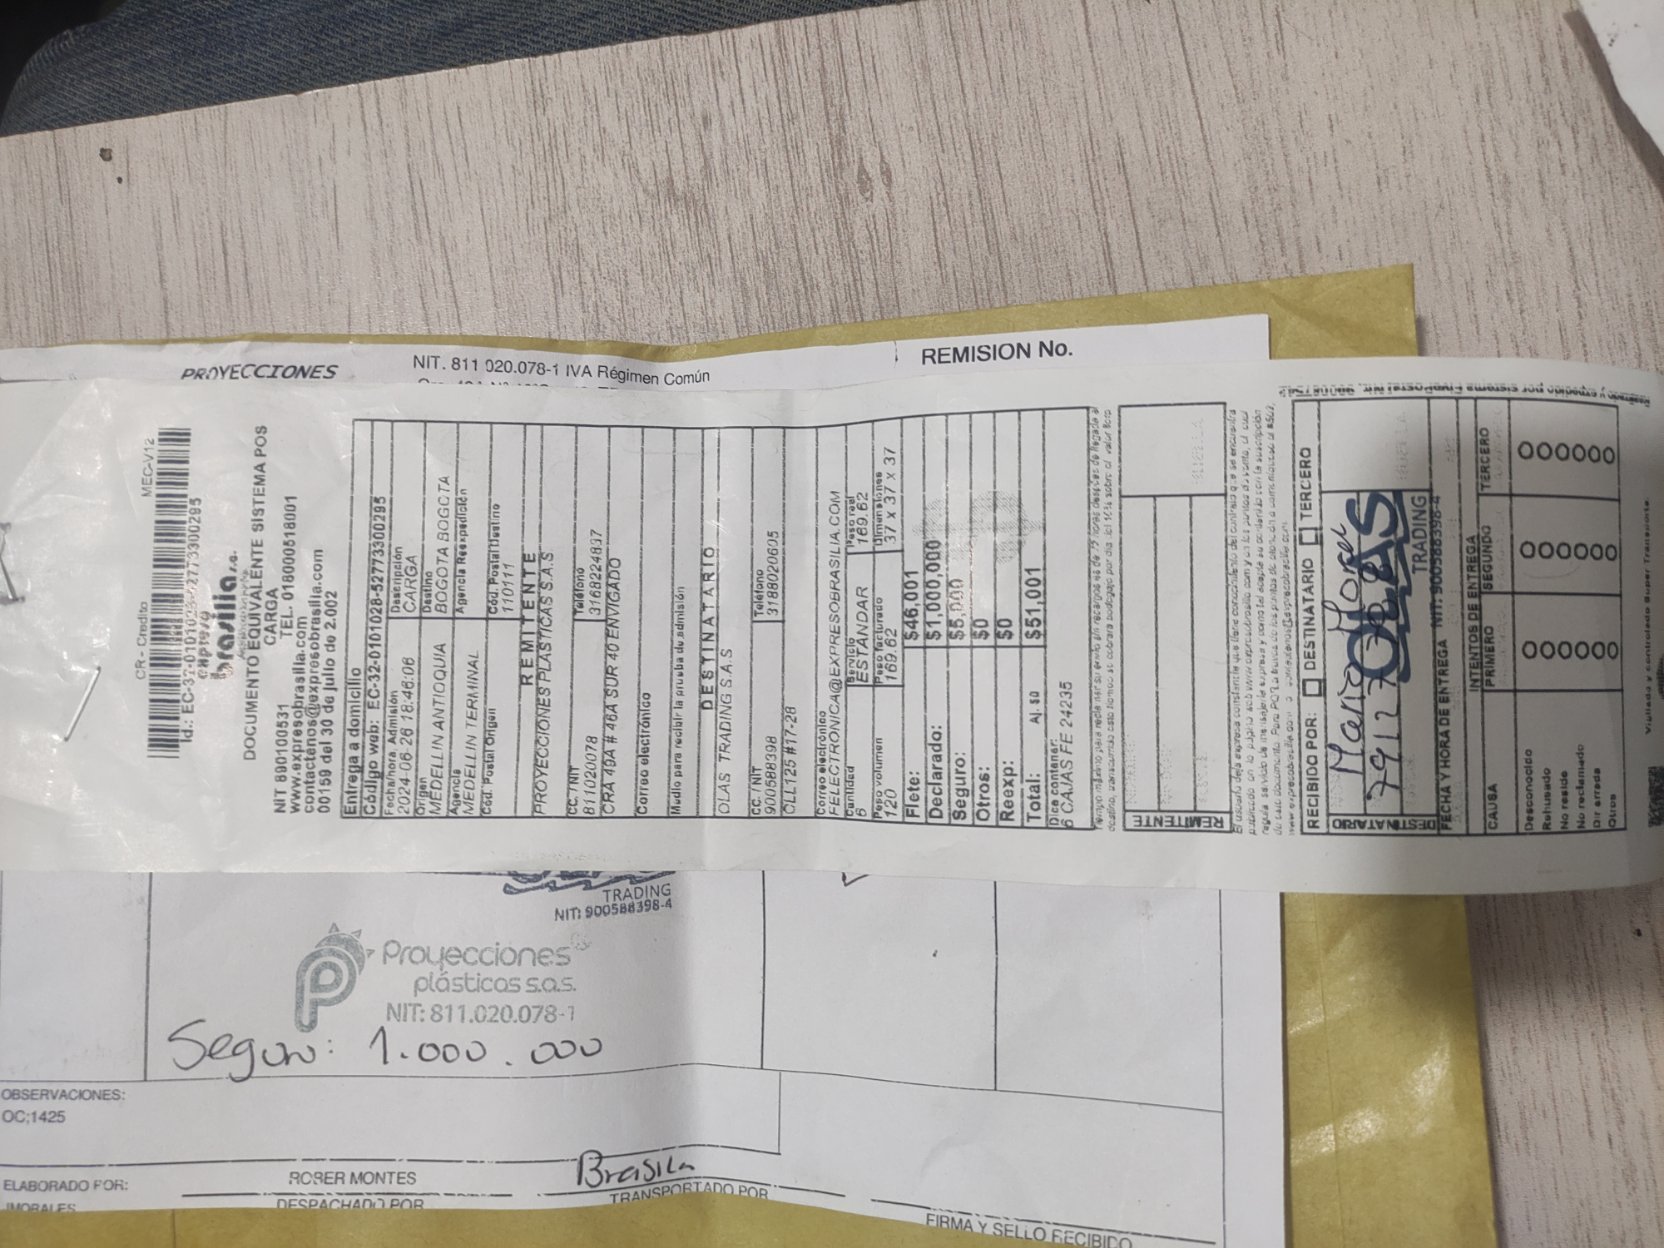 PROYECCIONES
NIT. 811 020.078-1 IVA Régimen Común
REMISION No.
CR - Credito
MEC-V12
Id.: EC-32-0101028-52773300295
expreso
brasilia s.a.
DOCUMENTO EQUIVALENTE SISTEMA POS
CARGA
NIT 890100531 TEL. 018000518001
www.expresobrasilia.com
contactenos@expresobrasilia.com
00159 del 30 de julio de 2.002
Entrega a domicilio
Código web: EC-32-0101028-52773300295
Fecha/hora. Admisión
2024-06-26 18:46:06
Descripción
CARGA
Origen
MEDELLIN ANTIOQUIA
Destino
BOGOTA BOGOTA
Agencia
MEDELLIN TERMINAL
Agencia Reexpedición
Cód. Postal Origen
Cód. Postal Destino
110111
REMITENTE
PROYECCIONES PLASTICAS S.A.S
CC / NIT
811020078
Teléfono
3168224837
CRA 49A # 46A SUR 40 ENVIGADO
Correo electrónico
Medio para recibir la prueba de admisión
DESTINATARIO
OLAS TRADING S.A.S
CC. / NIT
900588398
Teléfono
3188020605
CLL125 #17-28
Correo electrónico
FELECTRONICA@EXPRESOBRASILIA.COM
Cantidad
6
Servicio
ESTANDAR
Peso real
169.62
Peso volumen
120
Peso facturado
169.62
Dimensiones
37 x 37 x 37
Flete: $46,001
Declarado: $1,000,000
Seguro: $5,000
Otros: $0
Reexp: $0
Total: Aj. $0 $51,001
Dice contener:
6 CAJAS FE 24235
REMITENTE
RECIBIDO POR: DESTINATARIO TERCERO
DESTINATARIO
OLAS
TRADING
NIT: 900588398-4
FECHA Y HORA DE ENTREGA
INTENTOS DE ENTREGA
CAUSA PRIMERO SEGUNDO TERCERO
Desconocido
Rehusado
No reside
No reclamado
Dir errada
Otros
Vigilado y controlado Super Transporte.
TRADING
NIT: 900588398-4
Proyecciones
plásticas s.a.s.
NIT: 811.020.078-1
Seguro: 1.000.000
OBSERVACIONES:
OC;1425
ELABORADO POR:
ROBER MONTES
DESPACHADO POR
Brasilia
TRANSPORTADO POR
FIRMA Y SELLO RECIBIDO
JMORALES